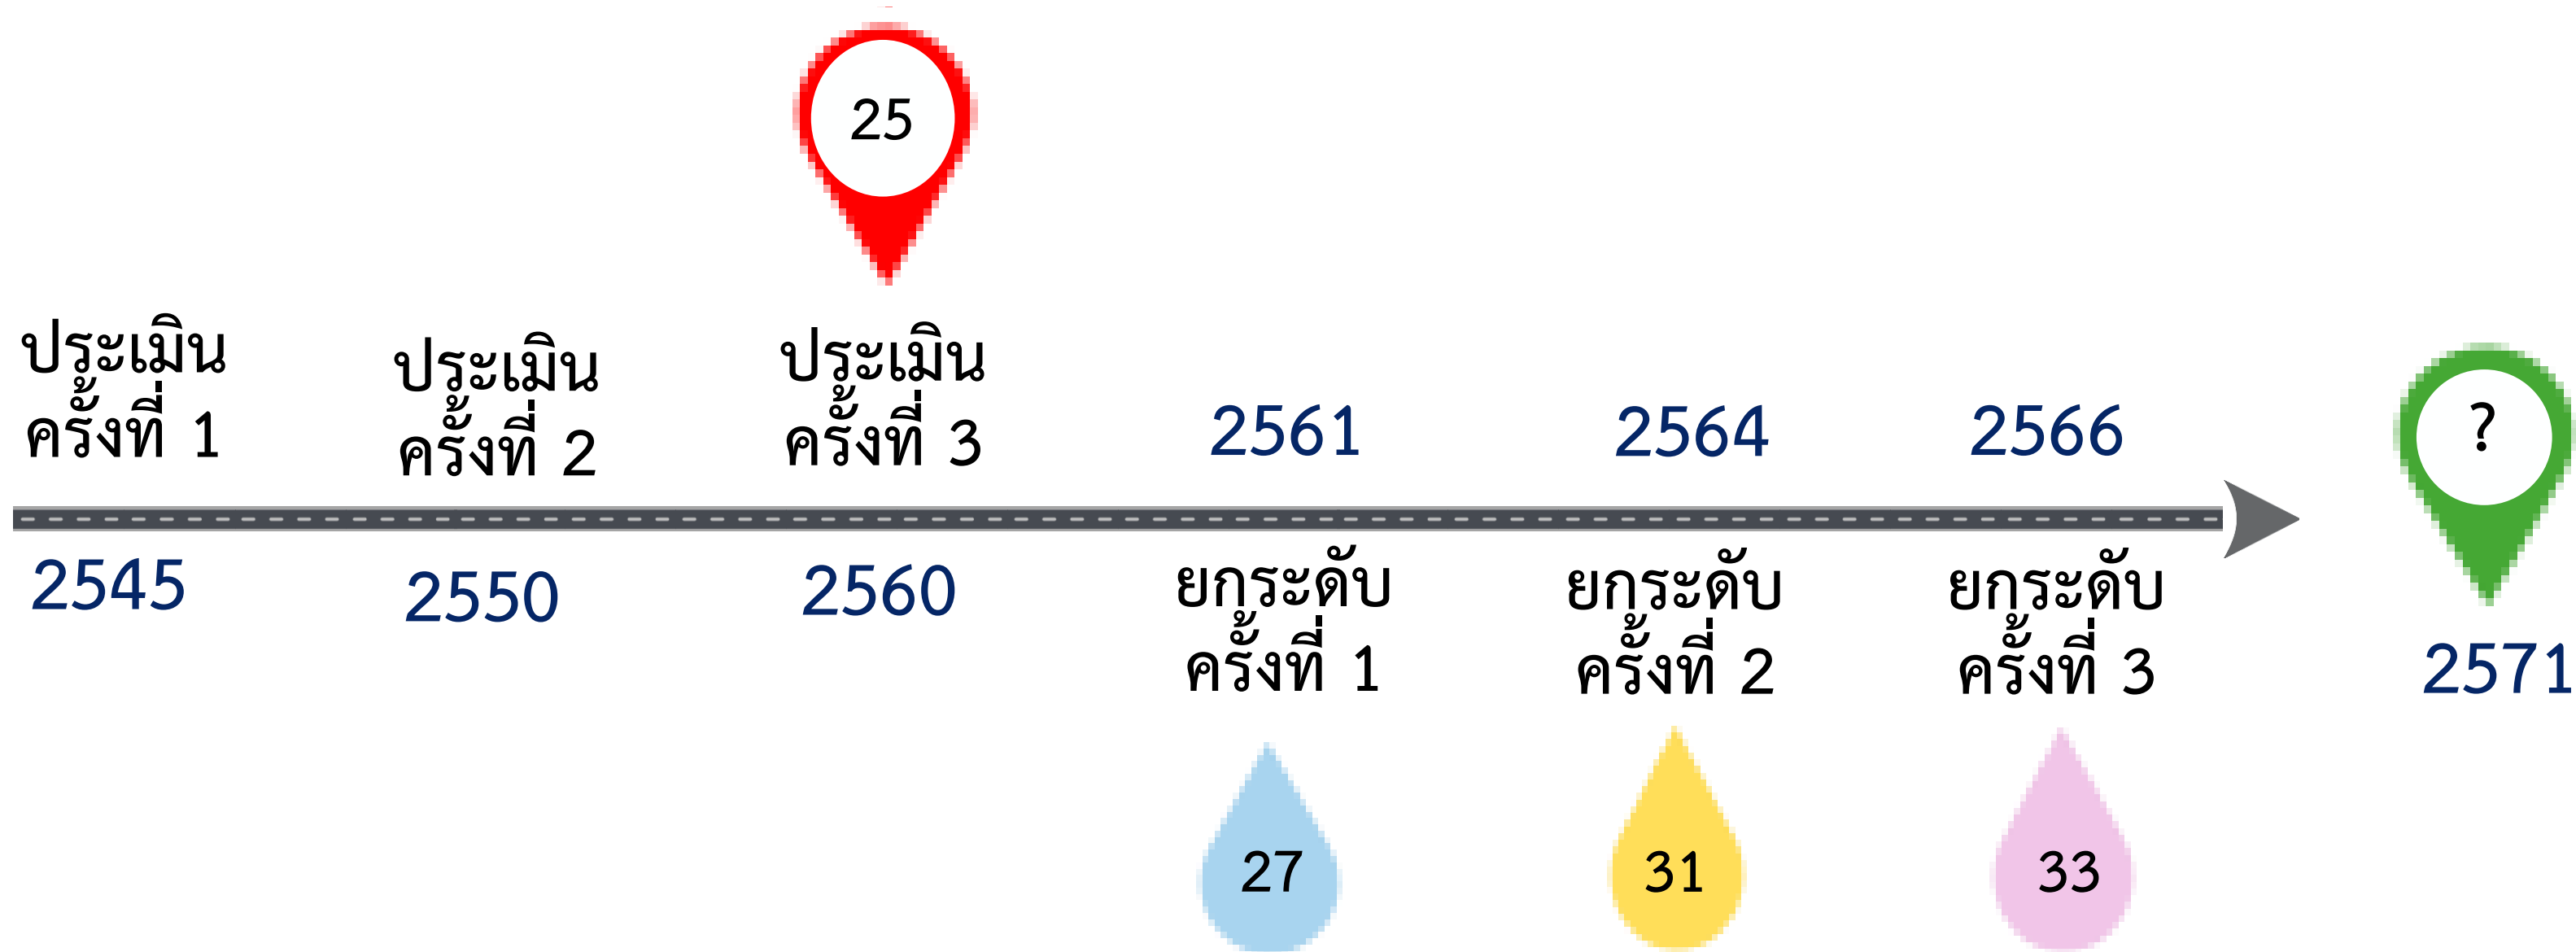 25
ประเมิน
ครั้งที่ 1
ประเมิน
ครั้งที่ 2
ประเมิน
ครั้งที่ 3
2561
2564
2566
?
2545
2550
2560
ยกระดับ
ครั้งที่ 1
ยกระดับ
ครั้งที่ 2
ยกระดับ
ครั้งที่ 3
2571
27
31
33